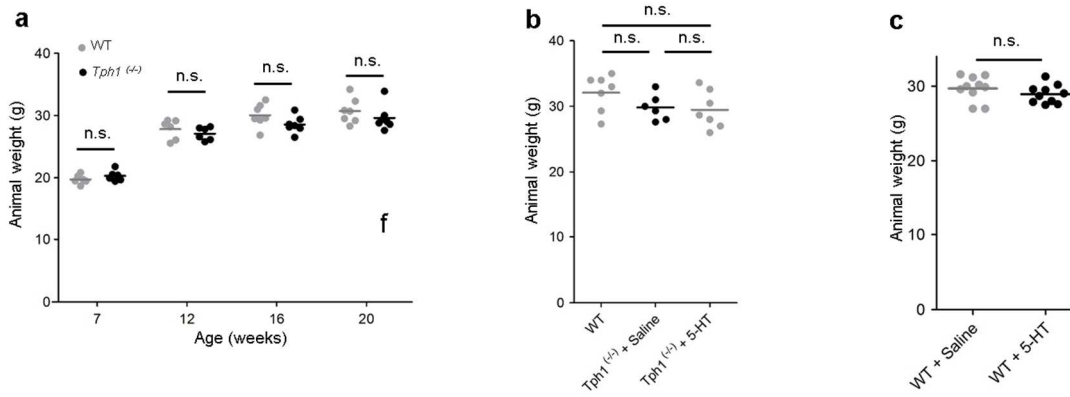 a
WT
Tph1 (-/-)
n.s.
n.s.
n.s.
n.s.
Animal weight (g)
40
30
20
10
0
7
12
16
20
Age (weeks)
f
b
n.s.
n.s.
n.s.
Animal weight (g)
40
30
20
10
0
WT
Tph1 (-/-) + Saline
Tph1 (-/-) + 5-HT
c
n.s.
Animal weight (g)
30
20
10
0
WT + Saline
WT + 5-HT